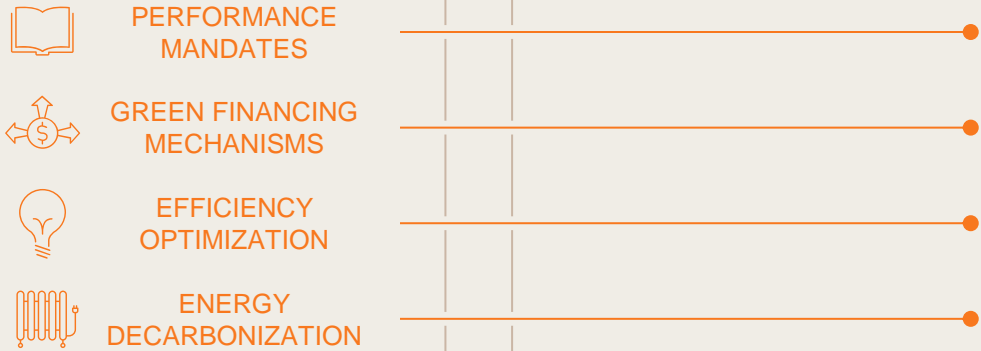 PERFORMANCE
MANDATES
GREEN FINANCING
MECHANISMS
$
EFFICIENCY
OPTIMIZATION
ENERGY
DECARBONIZATION